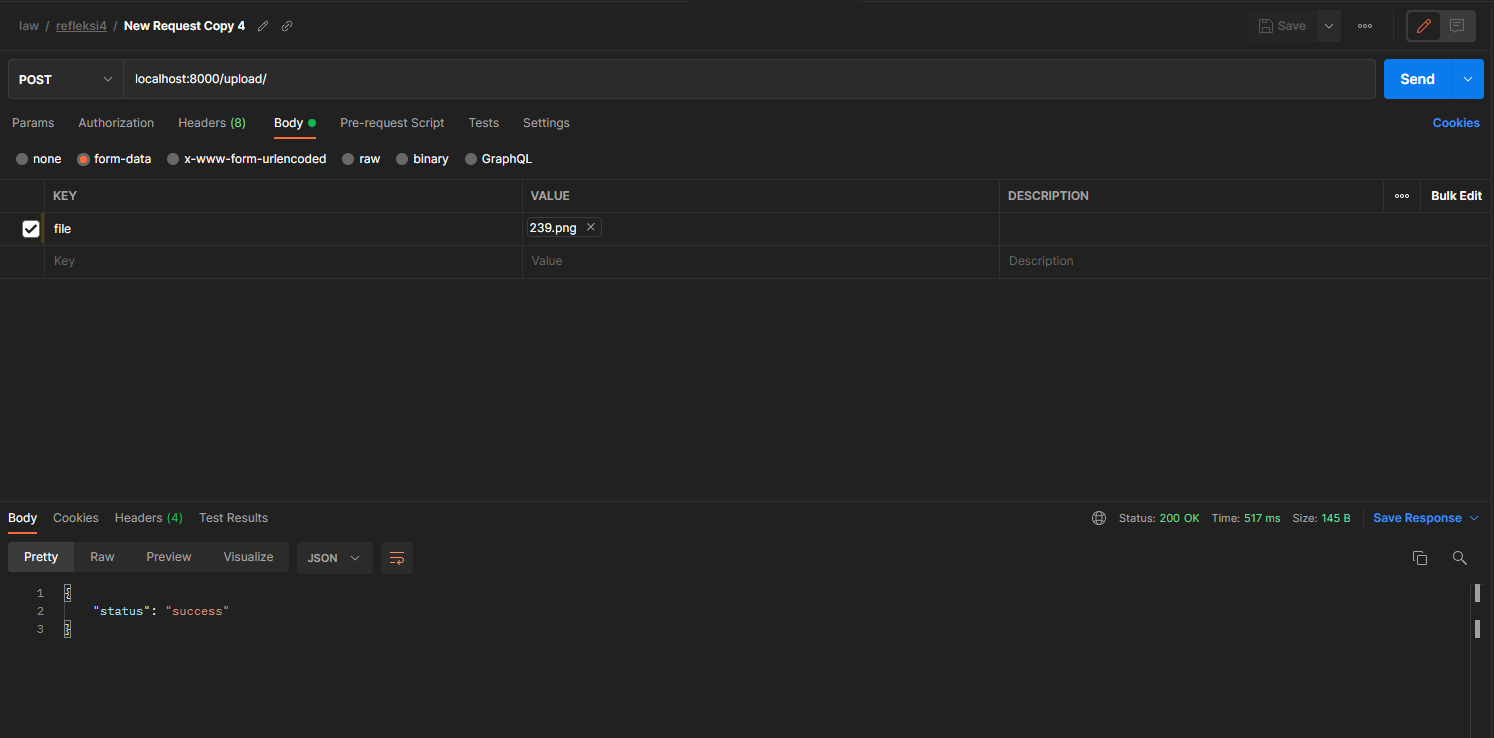 law / refleksi4 / New Request Copy 4
Save
POST localhost:8000/upload/ Send
Params Authorization Headers (8) Body Pre-request Script Tests Settings Cookies
none form-data x-www-form-urlencoded raw binary GraphQL
KEY VALUE DESCRIPTION Bulk Edit
file 239.png
Key Value Description
Body Cookies Headers (4) Test Results Status: 200 OK Time: 517 ms Size: 145 B Save Response
Pretty Raw Preview Visualize JSON
1 {
2 "status": "success"
3 }